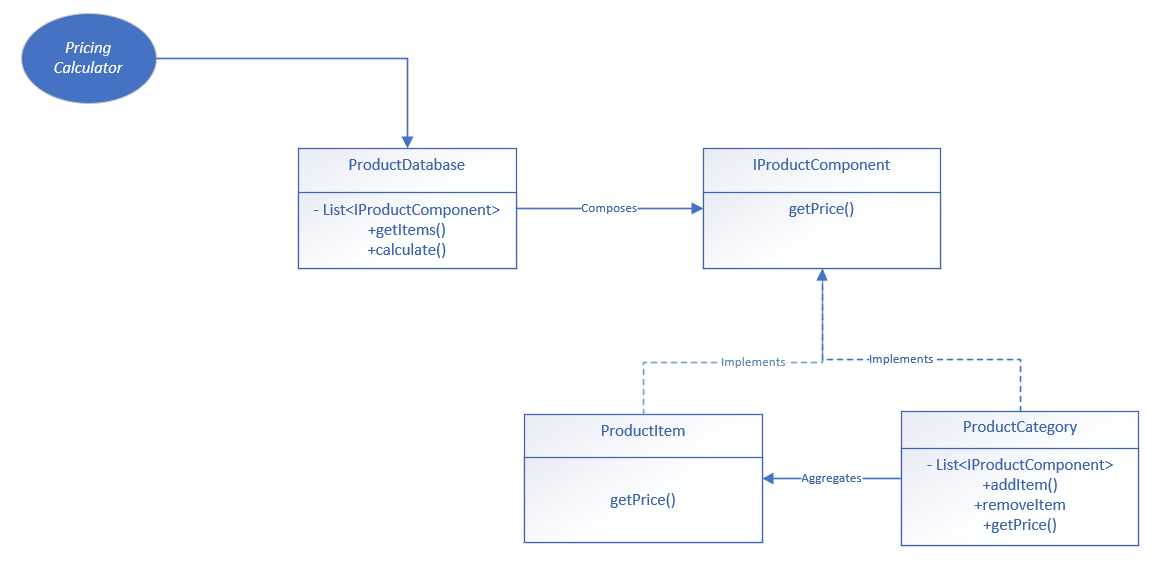 Pricing
Calculator
ProductDatabase
- List<IProductComponent>
+getItems()
+calculate()
Composes
IProductComponent
getPrice()
Implements
Implements
ProductItem
getPrice()
Aggregates
ProductCategory
- List<IProductComponent>
+addItem()
+removeItem
+getPrice()